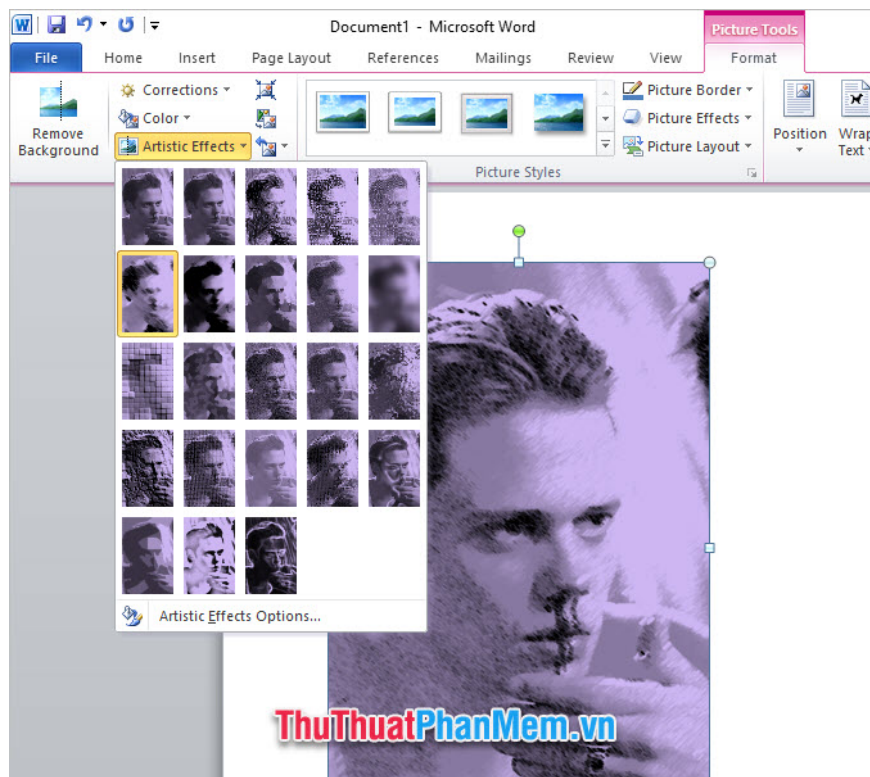 Document1 - Microsoft Word
Picture Tools
File Home Insert Page Layout References Mailings Review View Format
Remove Background
Corrections
Color
Artistic Effects
Picture Border
Picture Effects
Picture Layout
Position
Wrap
Text
Picture Styles
Artistic Effects Options...
ThuThuatPhanMem.vn